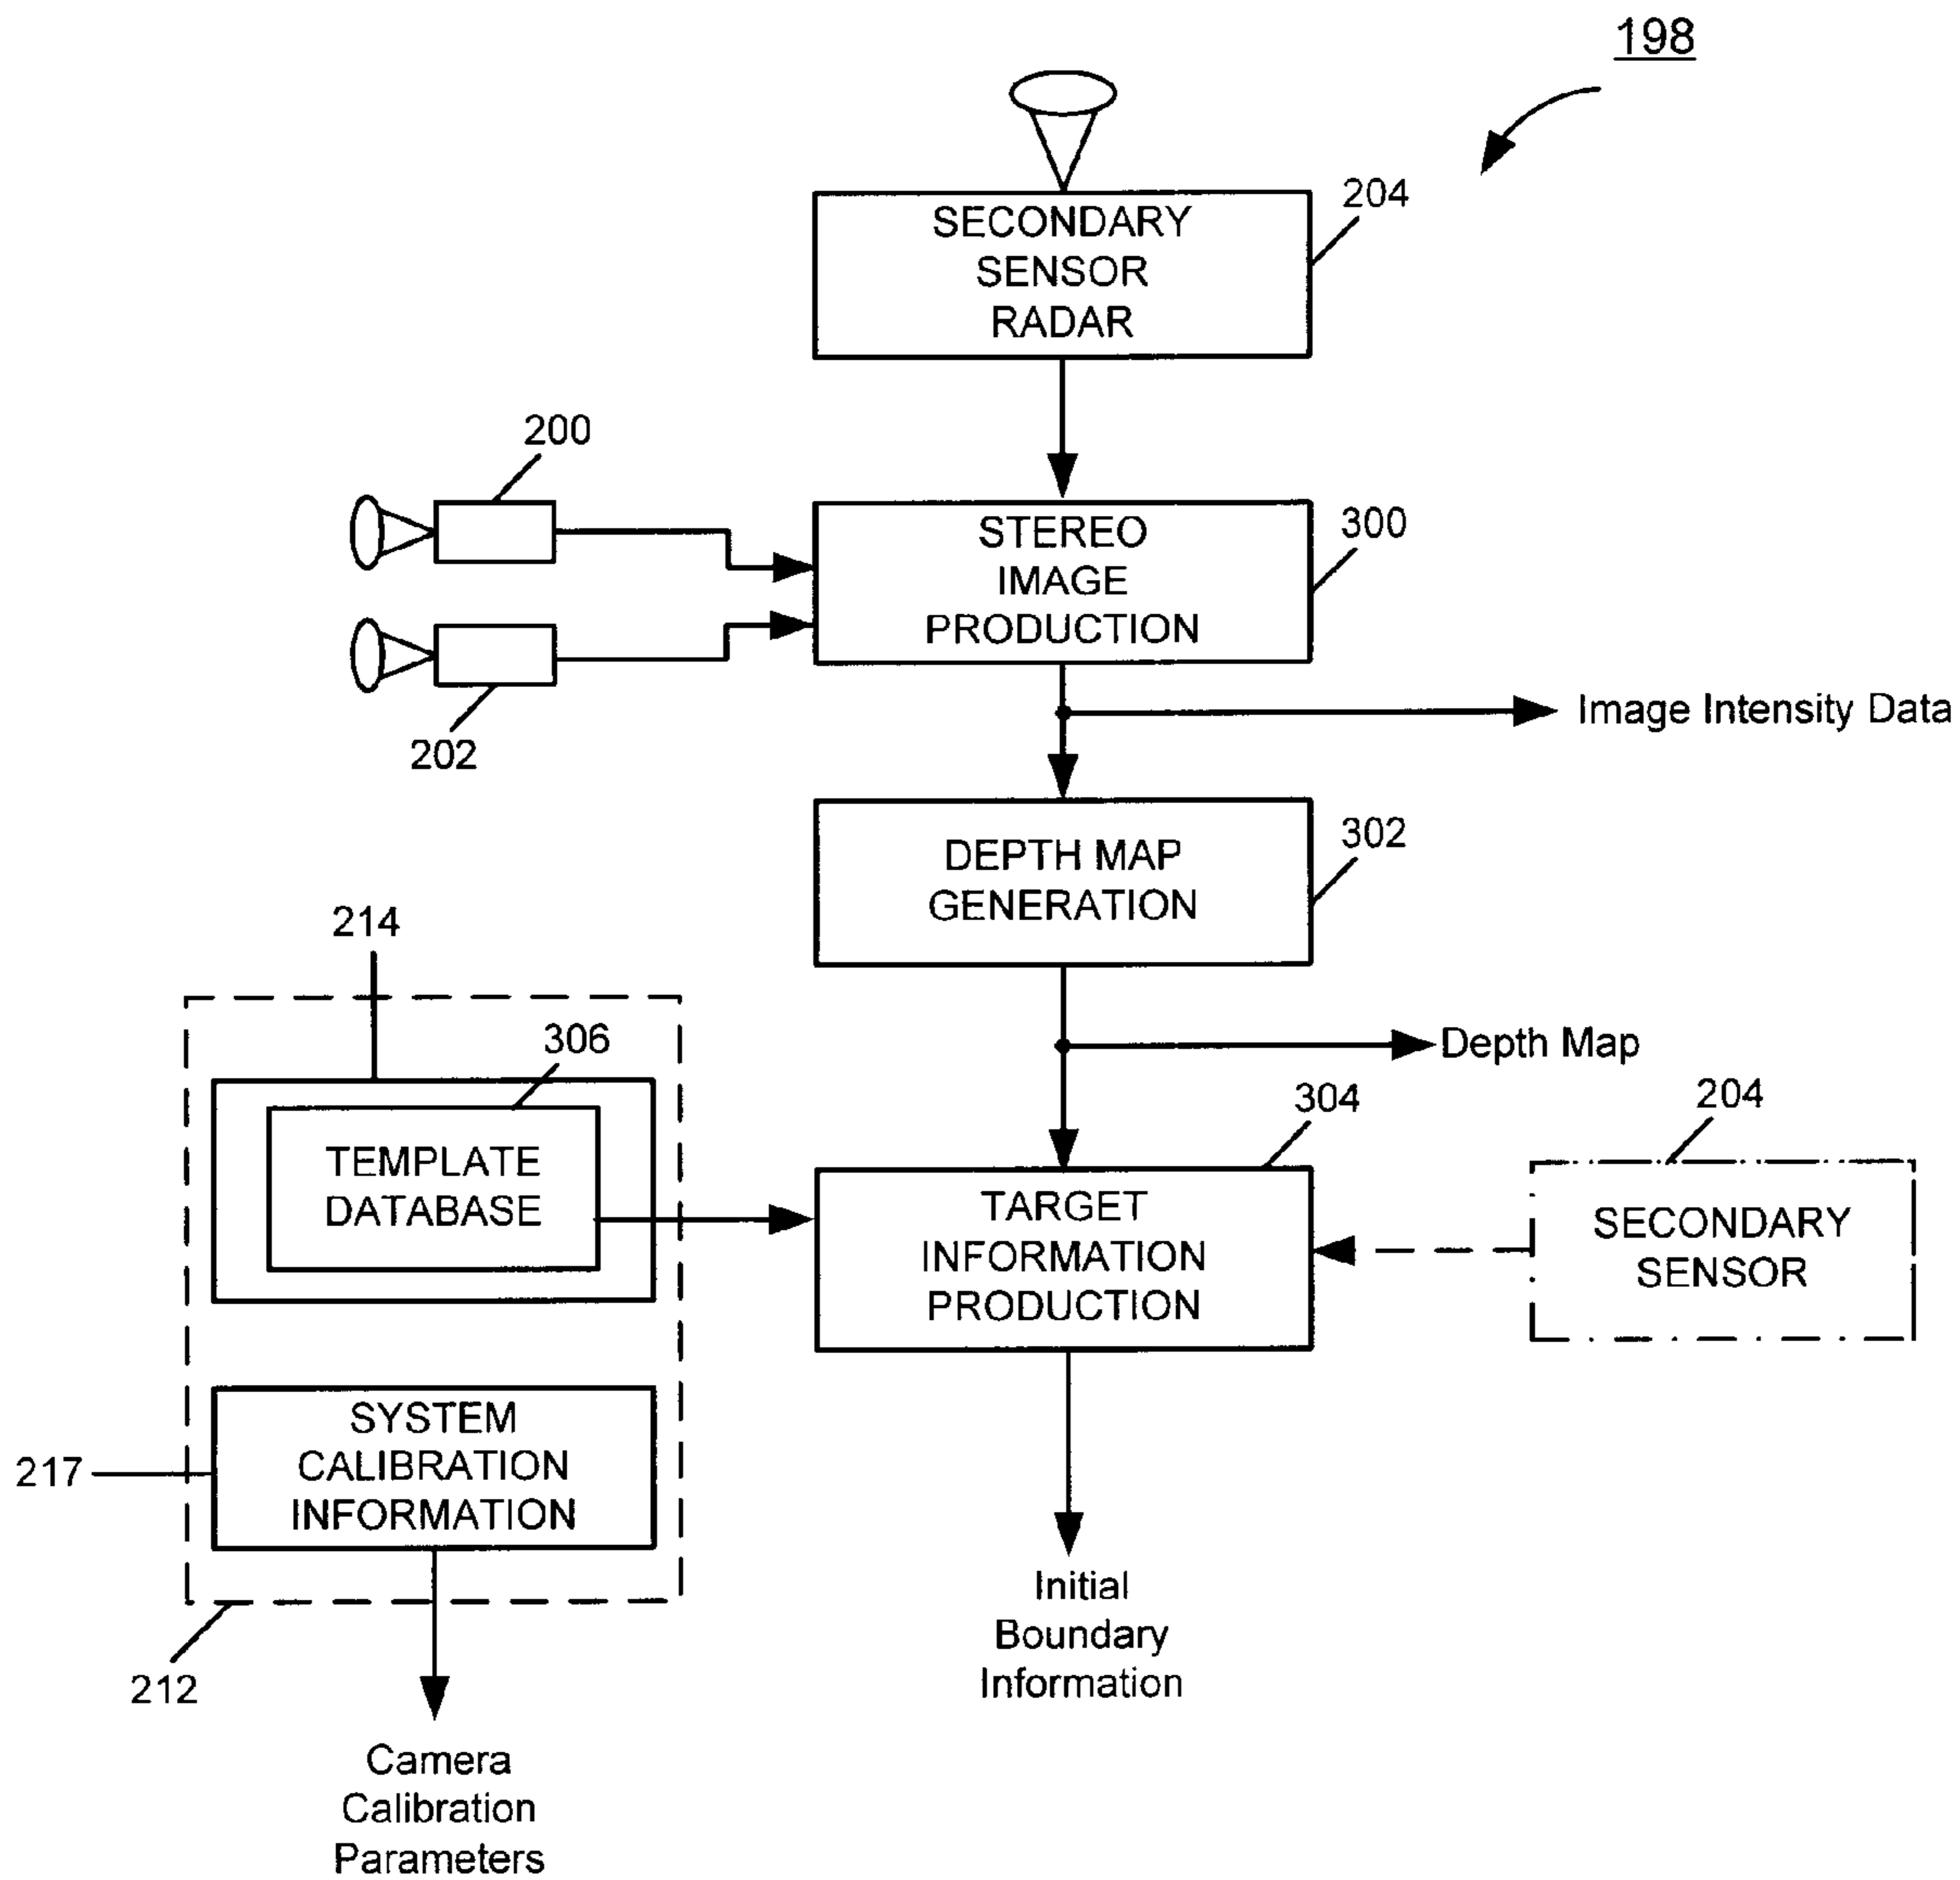 198
204
SECONDARY
SENSOR
RADAR
200
300
STEREO
IMAGE
PRODUCTION
202
Image Intensity Data
302
DEPTH MAP
GENERATION
214
306
Depth Map
304
204
TEMPLATE
DATABASE
TARGET
INFORMATION
PRODUCTION
SECONDARY
SENSOR
217
SYSTEM
CALIBRATION
INFORMATION
212
Initial
Boundary
Information
Camera
Calibration
Parameters